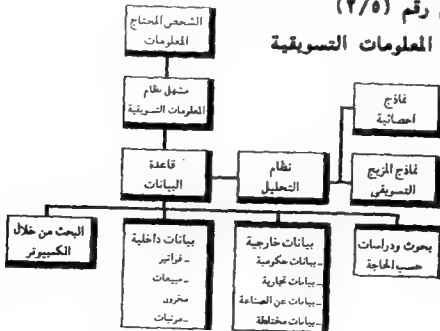 رقم (٢/٥)
المعلومات التسويقية
الشخص المحتاج
المعلومات
مشغل نظام
المعلومات التسويقية
نماذج
احصائية
قاعدة
البيانات
نظام
التحليل
نماذج المزيج
التسويقى
البحث من خلال
الكمبيوتر
بيانات داخلية
- فواتير
- مبيعات
مخزون
- مرتبات
بيانات خارجية
- بيانات حكومية
- بيانات تجارية
- بيانات عن الصناعة
- بيانات مختلطة
بحوث ودراسات
حسب الحاجة